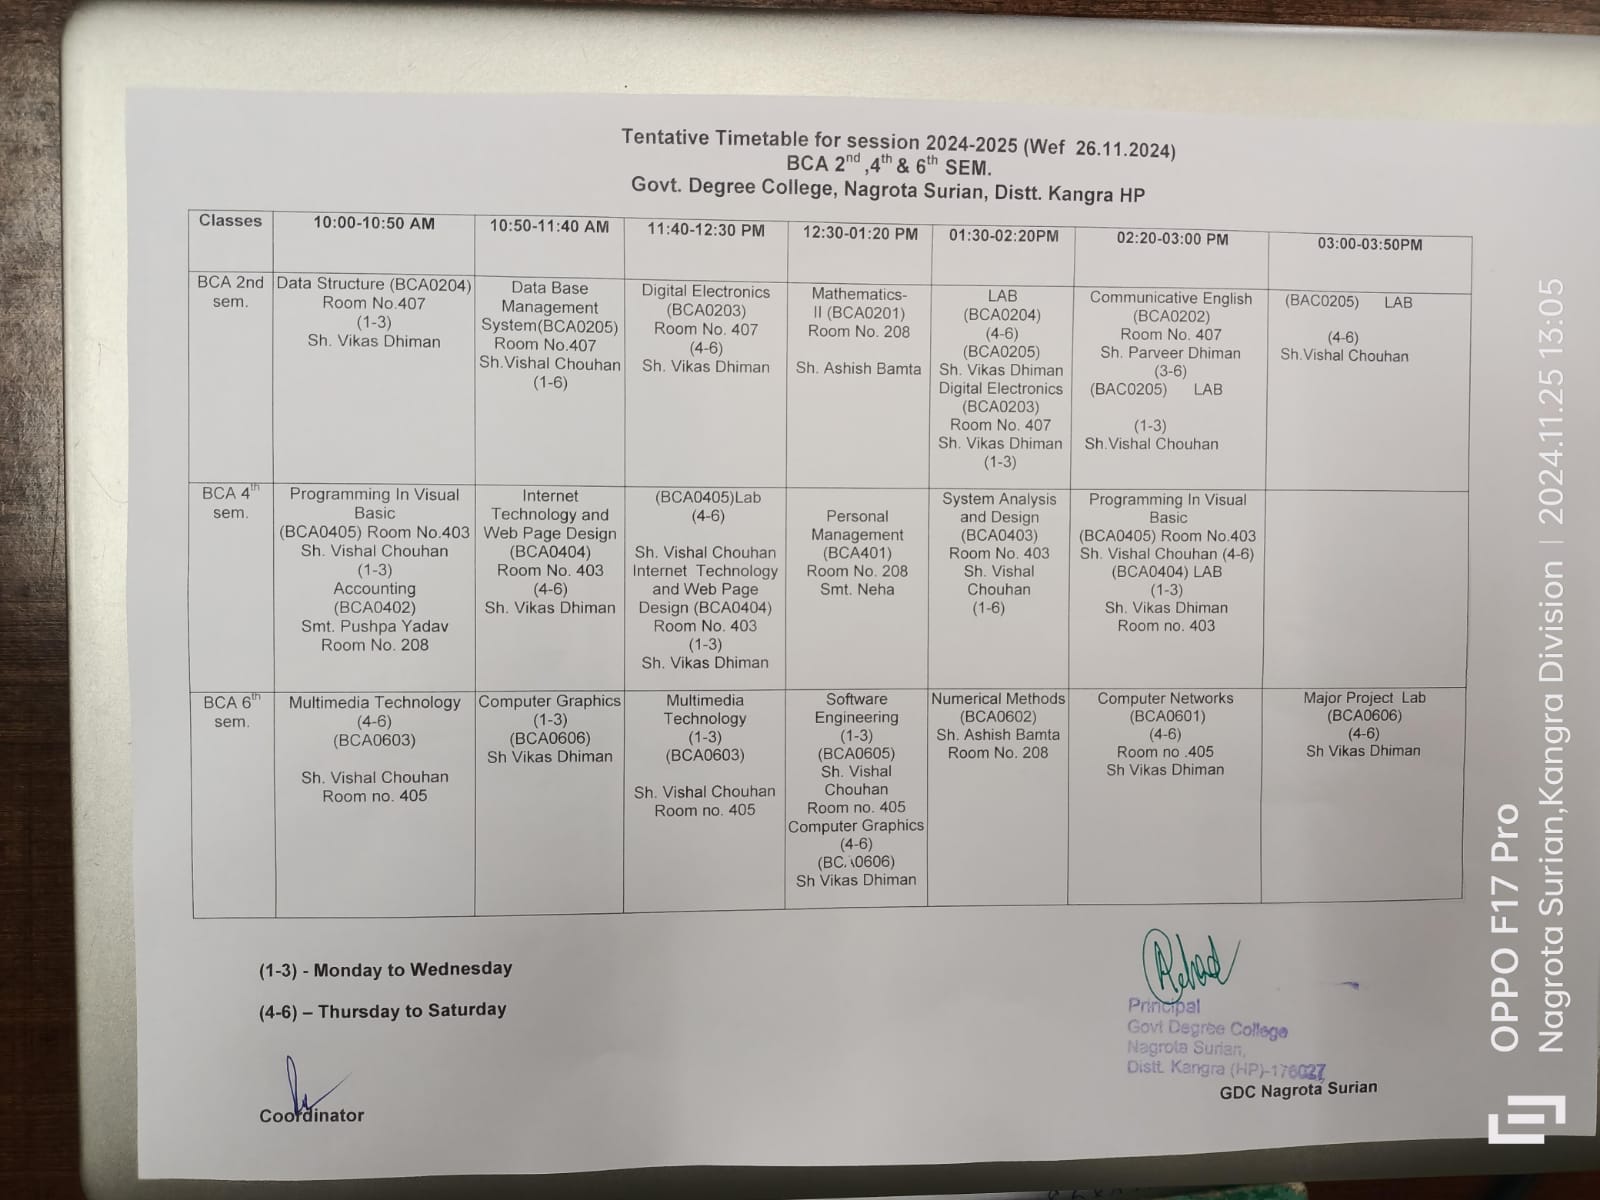 Tentative Timetable for session 2024-2025 (Wef 26.11.2024)
BCA 2nd ,4th & 6th SEM.
Govt. Degree College, Nagrota Surian, Distt. Kangra HP
Classes
10:00-10:50 AM
10:50-11:40 AM
11:40-12:30 PM
12:30-01:20 PM
01:30-02:20PM
02:20-03:00 PM
03:00-03:50PM
BCA 2nd
sem.
Data Structure (BCA0204)
Room No.407
(1-3)
Sh. Vikas Dhiman
Data Base
Management
System(BCA0205)
Room No.407
Sh.Vishal Chouhan
(1-6)
Digital Electronics
(BCA0203)
Room No. 407
(4-6)
Sh. Vikas Dhiman
Mathematics-
II (BCA0201)
Room No. 208
Sh. Ashish Bamta
LAB
(BCA0204)
(4-6)
(BCA0205)
Sh. Vikas Dhiman
Digital Electronics
(BCA0203)
Room No. 407
Sh. Vikas Dhiman
(1-3)
Communicative English
(BCA0202)
Room No. 407
Sh. Parveer Dhiman
(3-6)
(BAC0205) LAB
(1-3)
Sh.Vishal Chouhan
(BAC0205) LAB
(4-6)
Sh.Vishal Chouhan
BCA 4th
sem.
Programming In Visual
Basic
(BCA0405) Room No.403
Sh. Vishal Chouhan
(1-3)
Accounting
(BCA0402)
Smt. Pushpa Yadav
Room No. 208
Internet
Technology and
Web Page Design
(BCA0404)
Room No. 403
(4-6)
Sh. Vikas Dhiman
(BCA0405)Lab
(4-6)
Sh. Vishal Chouhan
Internet Technology
and Web Page
Design (BCA0404)
Room No. 403
(1-3)
Sh. Vikas Dhiman
Personal
Management
(BCA401)
Room No. 208
Smt. Neha
System Analysis
and Design
(BCA0403)
Room No. 403
Sh. Vishal
Chouhan
(1-6)
Programming In Visual
Basic
(BCA0405) Room No.403
Sh. Vishal Chouhan (4-6)
(BCA0404) LAB
(1-3)
Sh. Vikas Dhiman
Room no. 403
BCA 6th
sem.
Multimedia Technology
(4-6)
(BCA0603)
Sh. Vishal Chouhan
Room no. 405
Computer Graphics
(1-3)
(BCA0606)
Sh Vikas Dhiman
Multimedia
Technology
(1-3)
(BCA0603)
Sh. Vishal Chouhan
Room no. 405
Software
Engineering
(1-3)
(BCA0605)
Sh. Vishal
Chouhan
Room no. 405
Computer Graphics
(4-6)
(BC.\0606)
Sh Vikas Dhiman
Numerical Methods
(BCA0602)
Sh. Ashish Bamta
Room No. 208
Computer Networks
(BCA0601)
(4-6)
Room no .405
Sh Vikas Dhiman
Major Project Lab
(BCA0606)
(4-6)
Sh Vikas Dhiman
(1-3) - Monday to Wednesday
(4-6) – Thursday to Saturday
Coordinator
Principal
Govt Degree College
Nagrota Surian,
Distt. Kangra (HP)-176027
GDC Nagrota Surian
OPPO F17 Pro
Nagrota Surian,Kangra Division | 2024.11.25 13:05